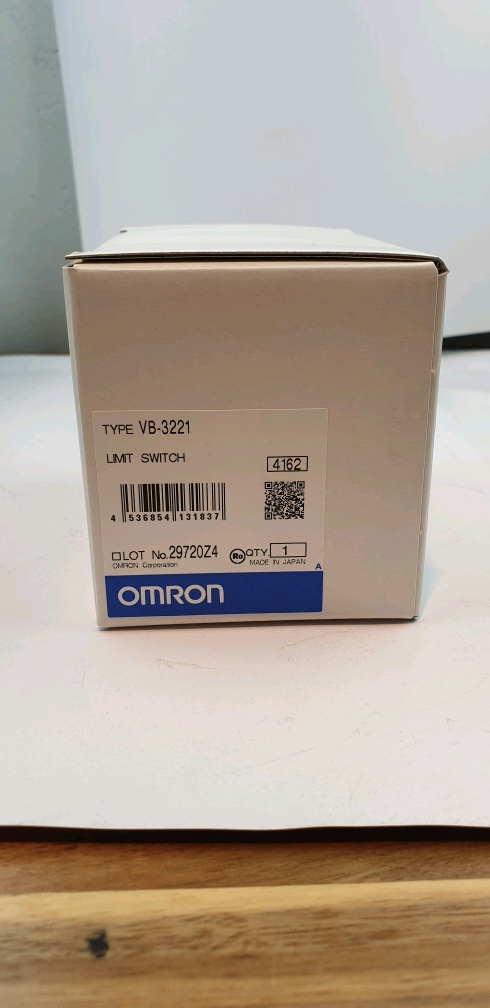 TYPE VB-3221
LIMIT SWITCH
4162
4 536854 131837
LOT No. 29720Z4 Ro QTY. 1
OMRON Corporation MADE IN JAPAN A
OMRON